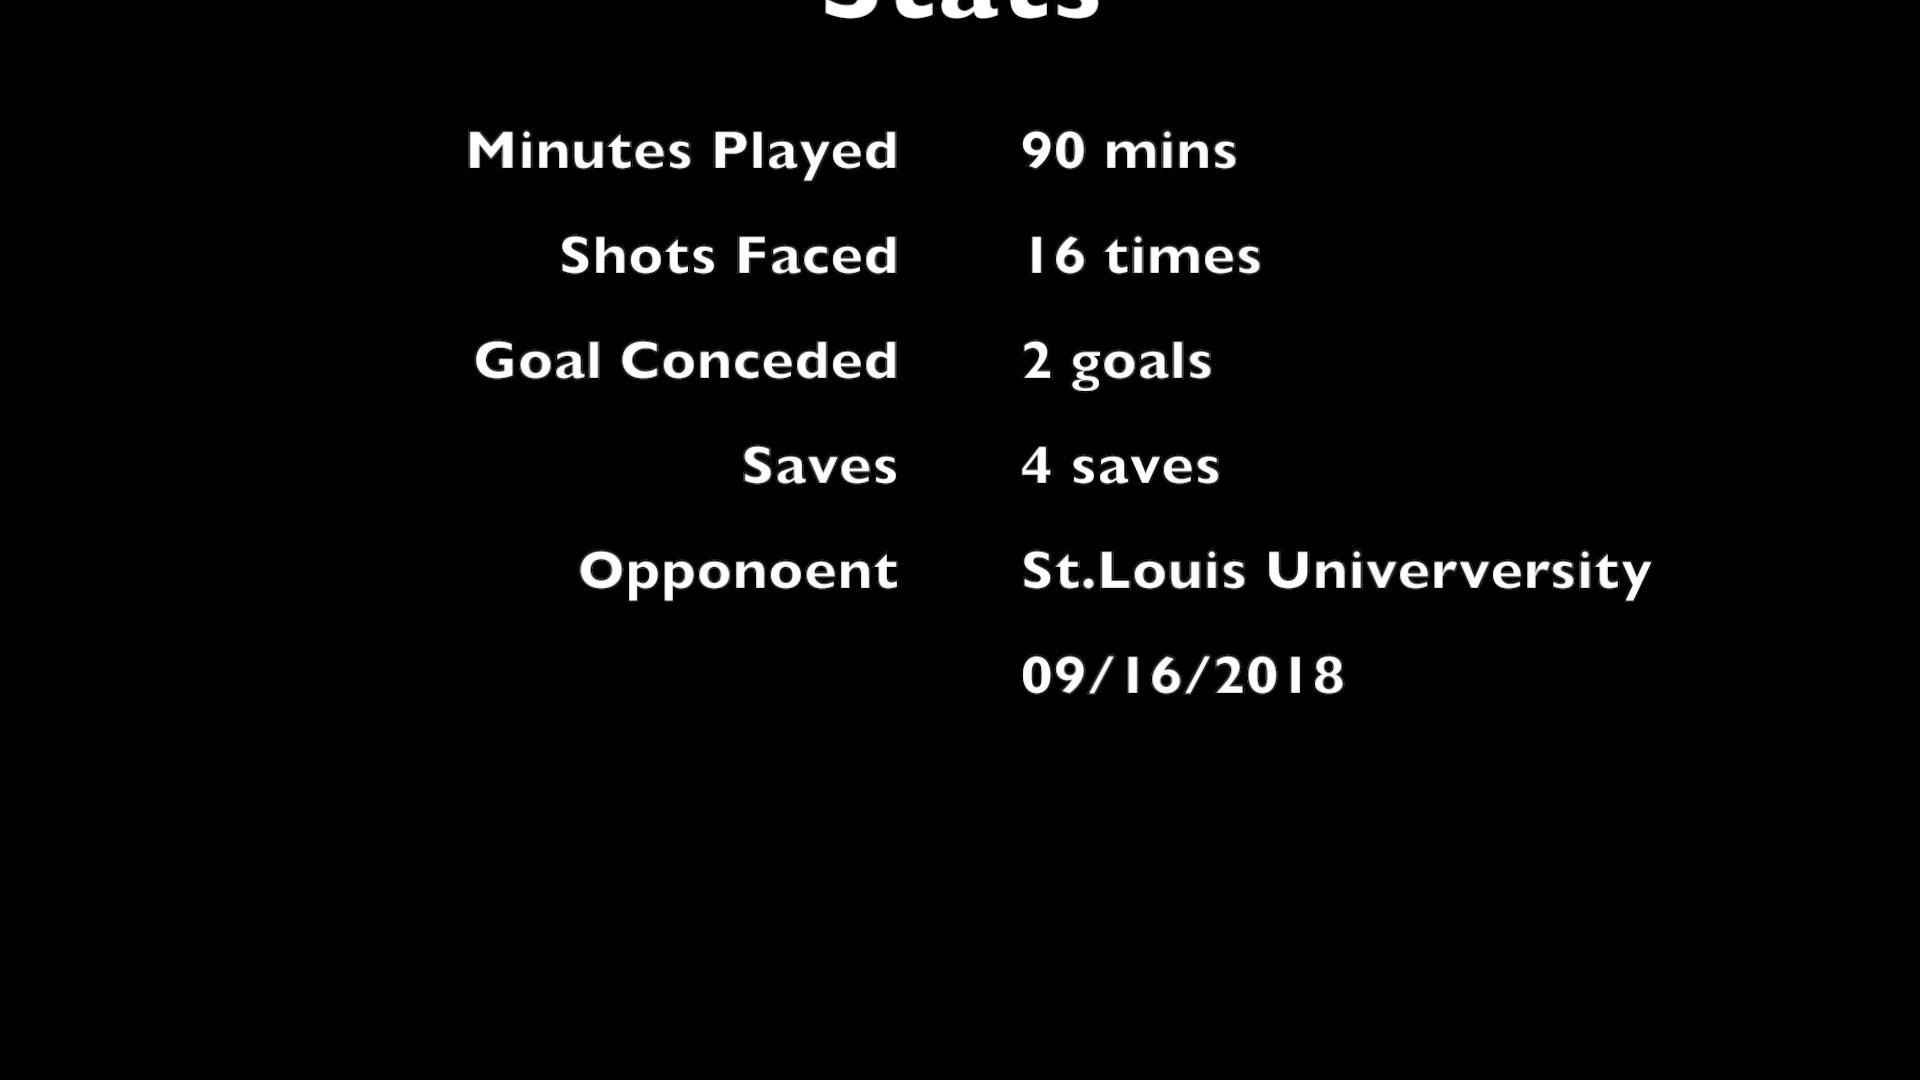 Stats
Minutes Played 90 mins
Shots Faced 16 times
Goal Conceded 2 goals
Saves 4 saves
Opponoent St.Louis Univerversity
09/16/2018